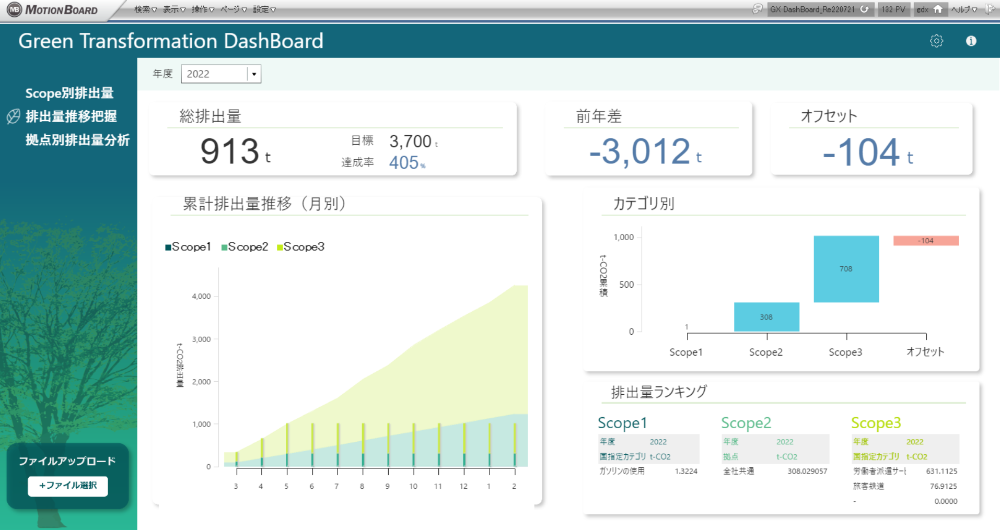 MB MOTIONBOARD 検索▽ 表示▽ 操作▽ ページ▽ 設定▽ GX DashBoard_Re220721 132 PV gdx ヘルプ▽
Green Transformation DashBoard
Scope別排出量
排出量推移把握
拠点別排出量分析
ファイルアップロード
+ファイル選択
年度 2022
総排出量
913 t
目標 3,700 t
達成率 405 %
前年差
-3,012 t
オフセット
-104 t
累計排出量推移（月別）
■Scope1 ■Scope2 ■Scope3
t-CO2排出量
4,000
3,000
2,000
1,000
0
3 4 5 6 7 8 9 10 11 12 1 2
カテゴリ別
t-CO2累積
1,000
500
0
1
308
708
-104
Scope1 Scope2 Scope3 オフセット
排出量ランキング
Scope1
年度 2022
国指定カテゴリ t-CO2
ガソリンの使用 1.3224
Scope2
年度 2022
拠点 t-CO2
全社共通 308.029057
Scope3
年度 2022
国指定カテゴリ t-CO2
労働者派遣サー 631.1125
旅客鉄道 76.9125
- 0.0000